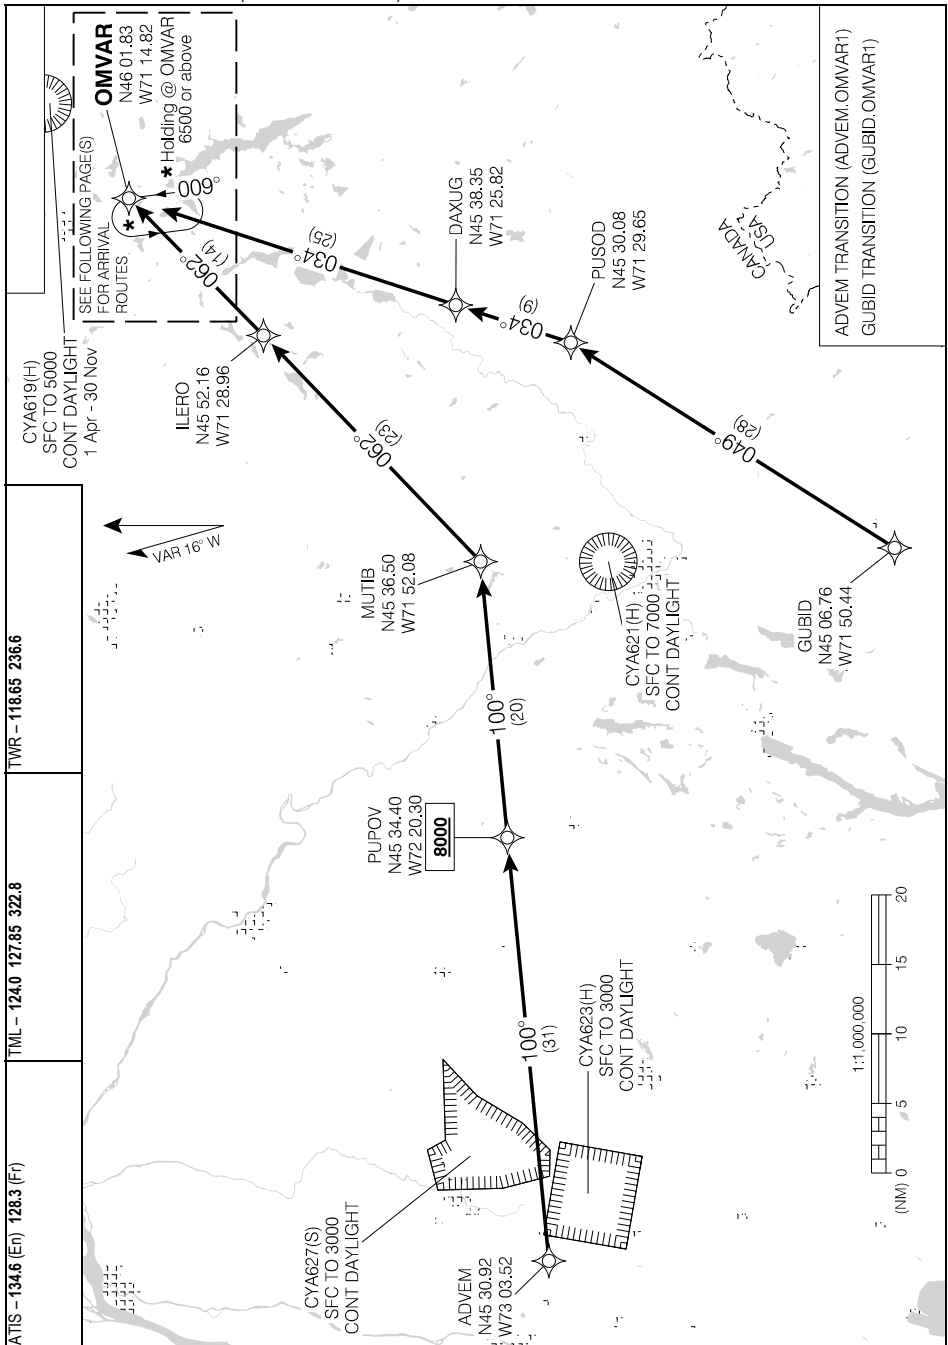 ATIS – 134.6 (En) 128.3 (Fr)
TML – 124.0 127.85 322.8
TWR – 118.65 236.6
CYA619(H)
SFC TO 5000
CONT DAYLIGHT
1 Apr - 30 Nov
OMVAR
N46 01.83
W71 14.82
* Holding @ OMVAR
6500 or above
SEE FOLLOWING PAGE(S)
FOR ARRIVAL
ROUTES
*
009°
062°
(14)
034°
(25)
ILERO
N45 52.16
W71 28.96
DAXUG
N45 38.35
W71 25.82
034°
(9)
PUSOD
N45 30.08
W71 29.65
CANADA
USA
ADVEM TRANSITION (ADVEM.OMVAR1)
GUBID TRANSITION (GUBID.OMVAR1)
062°
(23)
049°
(28)
VAR 16° W
MUTIB
N45 36.50
W71 52.08
CYA621(H)
SFC TO 7000
CONT DAYLIGHT
GUBID
N45 06.76
W71 50.44
100°
(20)
PUPOV
N45 34.40
W72 20.30
8000
100°
(31)
CYA623(H)
SFC TO 3000
CONT DAYLIGHT
CYA627(S)
SFC TO 3000
CONT DAYLIGHT
ADVEM
N45 30.92
W73 03.52
1:1,000,000
(NM) 0 5 10 15 20